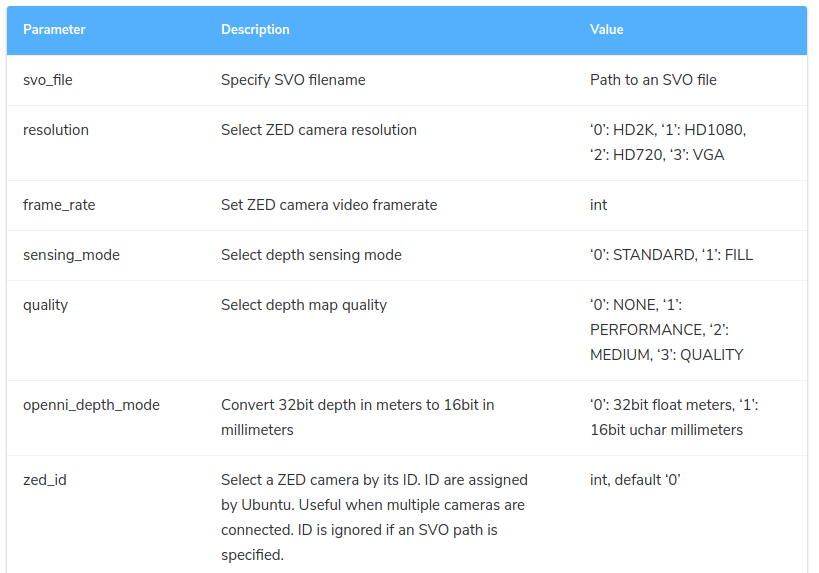 Parameter Description Value
svo_file Specify SVO filename Path to an SVO file
resolution Select ZED camera resolution ‘0’: HD2K, ‘1’: HD1080,
‘2’: HD720, ‘3’: VGA
frame_rate Set ZED camera video framerate int
sensing_mode Select depth sensing mode ‘0’: STANDARD, ‘1’: FILL
quality Select depth map quality ‘0’: NONE, ‘1’:
PERFORMANCE, ‘2’:
MEDIUM, ‘3’: QUALITY
openni_depth_mode Convert 32bit depth in meters to 16bit in ‘0’: 32bit float meters, ‘1’:
millimeters 16bit uchar millimeters
zed_id Select a ZED camera by its ID. ID are assigned int, default ‘0’
by Ubuntu. Useful when multiple cameras are
connected. ID is ignored if an SVO path is
specified.